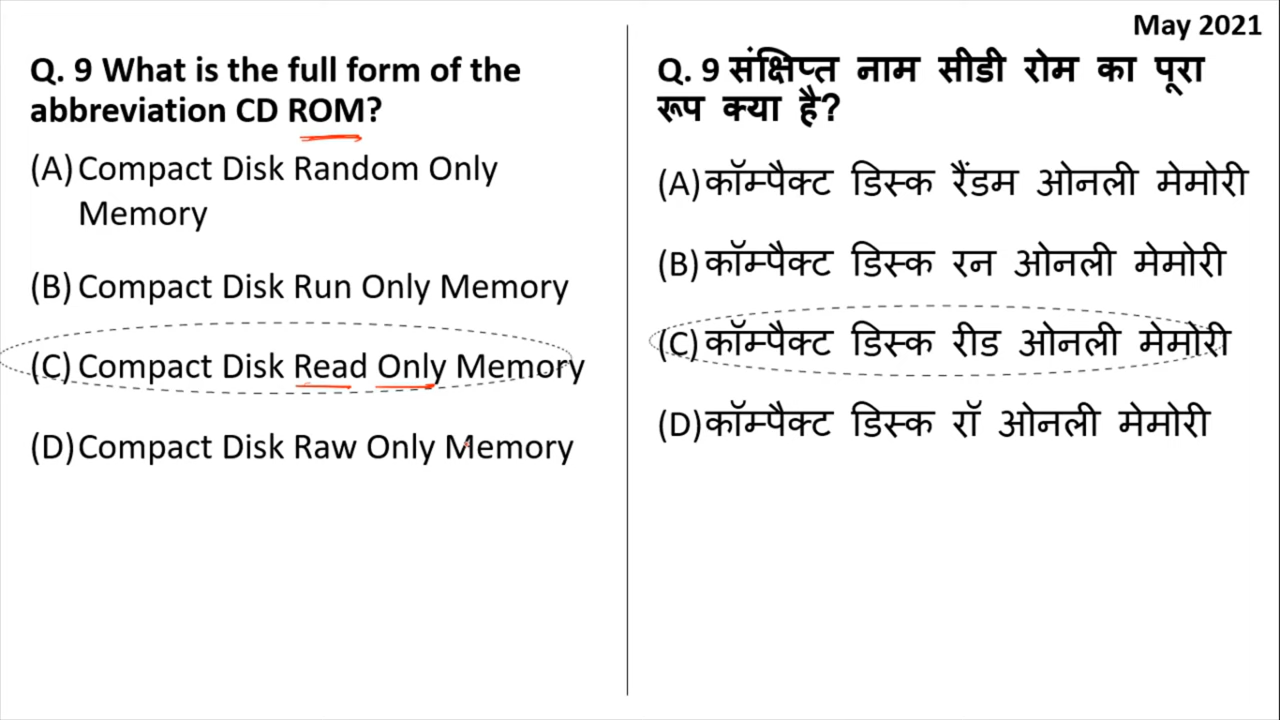 May 2021
Q. 9 What is the full form of the
abbreviation CD ROM?
(A) Compact Disk Random Only
Memory
(B) Compact Disk Run Only Memory
(C) Compact Disk Read Only Memory
(D) Compact Disk Raw Only Memory
Q. 9 संक्षिप्त नाम सीडी रोम का पूरा
रूप क्या है?
(A) कॉम्पैक्ट डिस्क रैंडम ओनली मेमोरी
(B) कॉम्पैक्ट डिस्क रन ओनली मेमोरी
(C) कॉम्पैक्ट डिस्क रीड ओनली मेमोरी
(D) कॉम्पैक्ट डिस्क रॉ ओनली मेमोरी